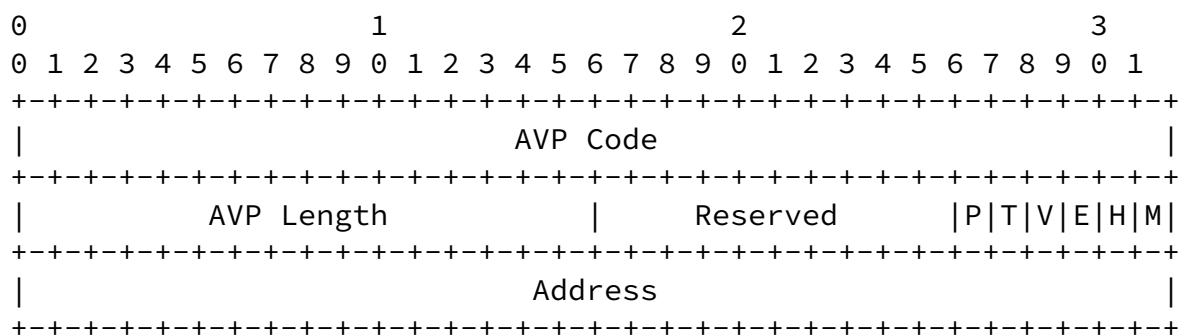 0                   1                   2                   3
0 1 2 3 4 5 6 7 8 9 0 1 2 3 4 5 6 7 8 9 0 1 2 3 4 5 6 7 8 9 0 1
+-+-+-+-+-+-+-+-+-+-+-+-+-+-+-+-+-+-+-+-+-+-+-+-+-+-+-+-+-+-+-+-+
|                           AVP Code                            |
+-+-+-+-+-+-+-+-+-+-+-+-+-+-+-+-+-+-+-+-+-+-+-+-+-+-+-+-+-+-+-+-+
|          AVP Length           |     Reserved      |P|T|V|E|H|M|
+-+-+-+-+-+-+-+-+-+-+-+-+-+-+-+-+-+-+-+-+-+-+-+-+-+-+-+-+-+-+-+-+
|                            Address                            |
+-+-+-+-+-+-+-+-+-+-+-+-+-+-+-+-+-+-+-+-+-+-+-+-+-+-+-+-+-+-+-+-+